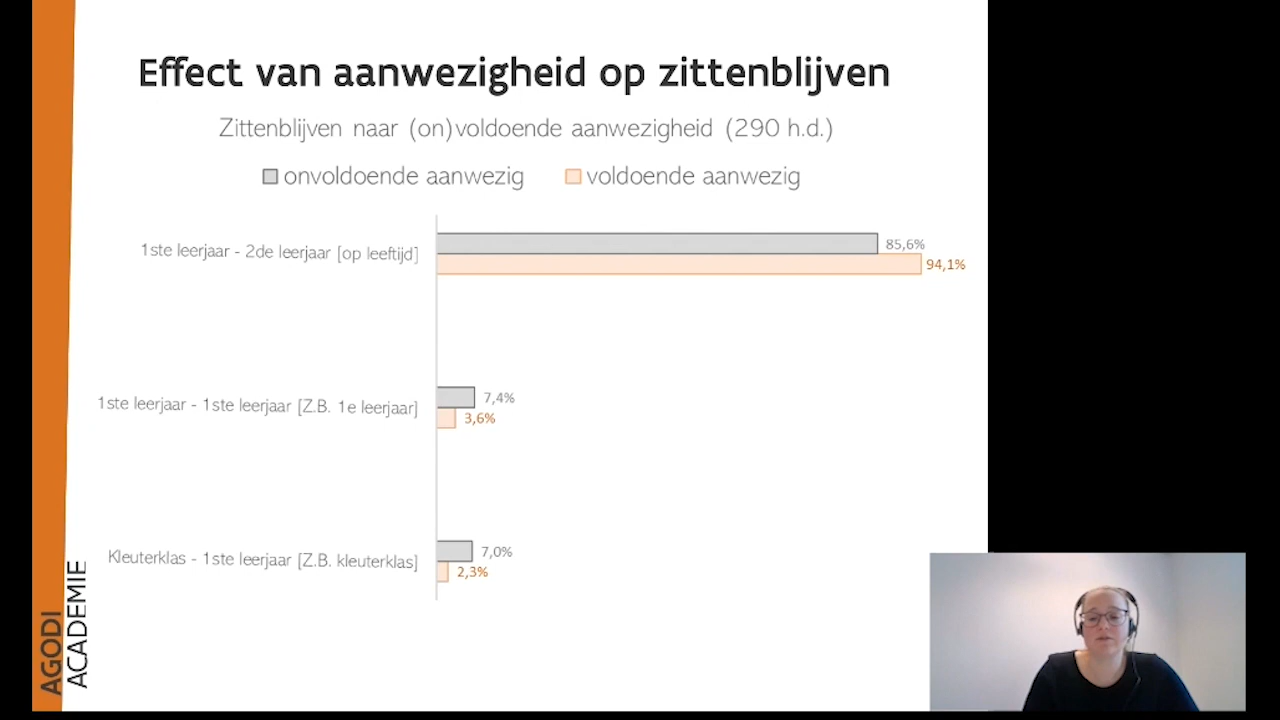 Effect van aanwezigheid op zittenblijven
Zittenblijven naar (on)voldoende aanwezigheid (290 h.d.)
onvoldoende aanwezig voldoende aanwezig
1ste leerjaar - 2de leerjaar [op leeftijd]
85,6%
94,1%
1ste leerjaar - 1ste leerjaar [Z.B. 1e leerjaar]
7,4%
3,6%
Kleuterklas - 1ste leerjaar [Z.B. kleuterklas]
7,0%
2,3%
AGODI
ACADEMIE